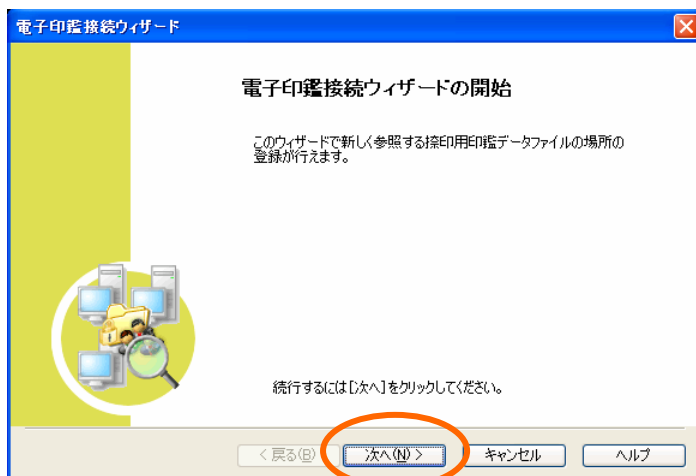 電子印鑑接続ウィザード
電子印鑑接続ウィザードの開始
このウィザードで新しく参照する捺印用印鑑データファイルの場所の
登録が行えます。
続行するには[次へ]をクリックしてください。
< 戻る(B) 次へ(N) > キャンセル ヘルプ